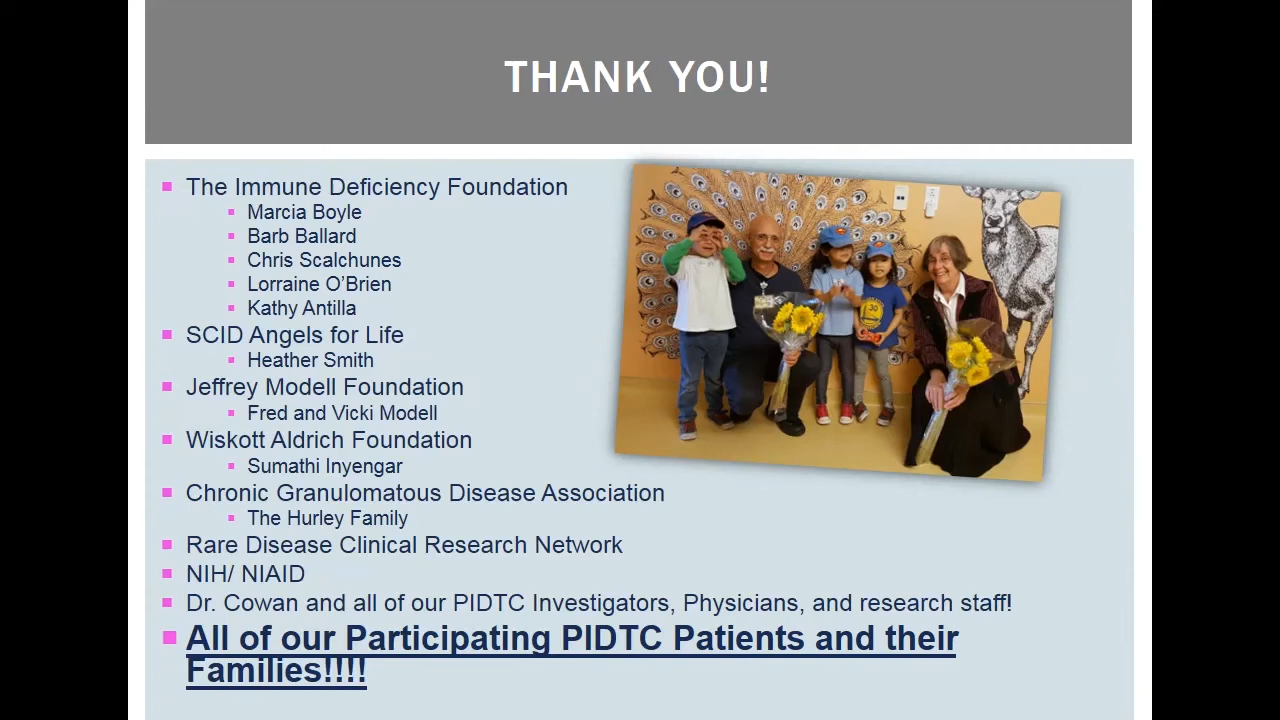 THANK YOU!
The Immune Deficiency Foundation
Marcia Boyle
Barb Ballard
Chris Scalchunes
Lorraine O'Brien
Kathy Antilla
SCID Angels for Life
Heather Smith
Jeffrey Modell Foundation
Fred and Vicki Modell
Wiskott Aldrich Foundation
Sumathi Inyengar
Chronic Granulomatous Disease Association
The Hurley Family
Rare Disease Clinical Research Network
NIH/ NIAID
Dr. Cowan and all of our PIDTC Investigators, Physicians, and research staff!
All of our Participating PIDTC Patients and their
Families!!!!
30